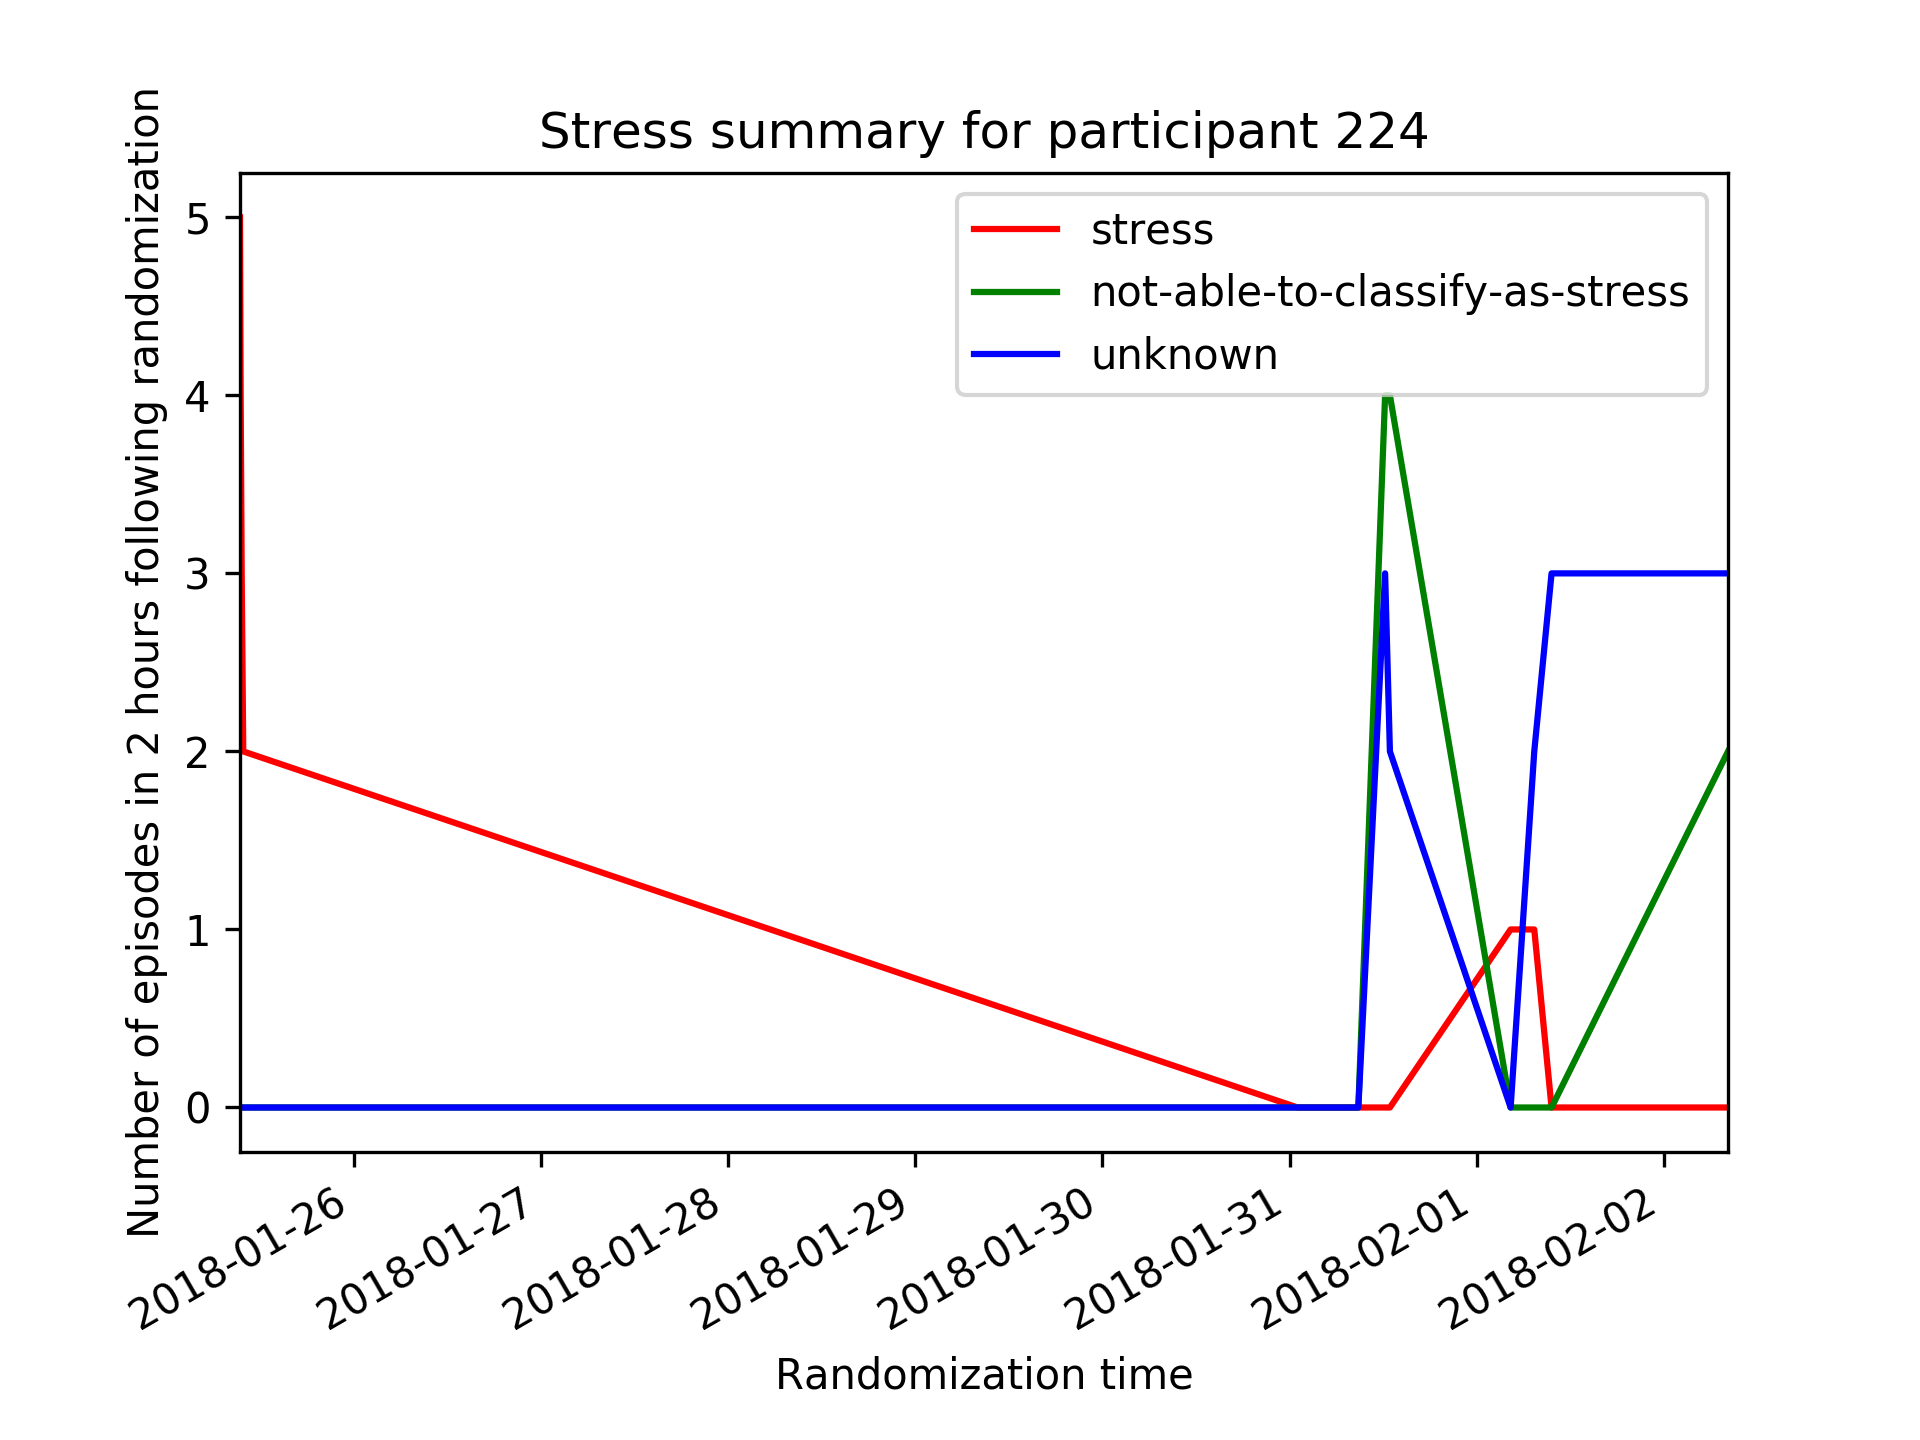 Stress summary for participant 224
Number of episodes in 2 hours following randomization
5
4
3
2
1
0
stress
not-able-to-classify-as-stress
unknown
2018-01-26
2018-01-27
2018-01-28
2018-01-29
2018-01-30
2018-01-31
2018-02-01
2018-02-02
Randomization time